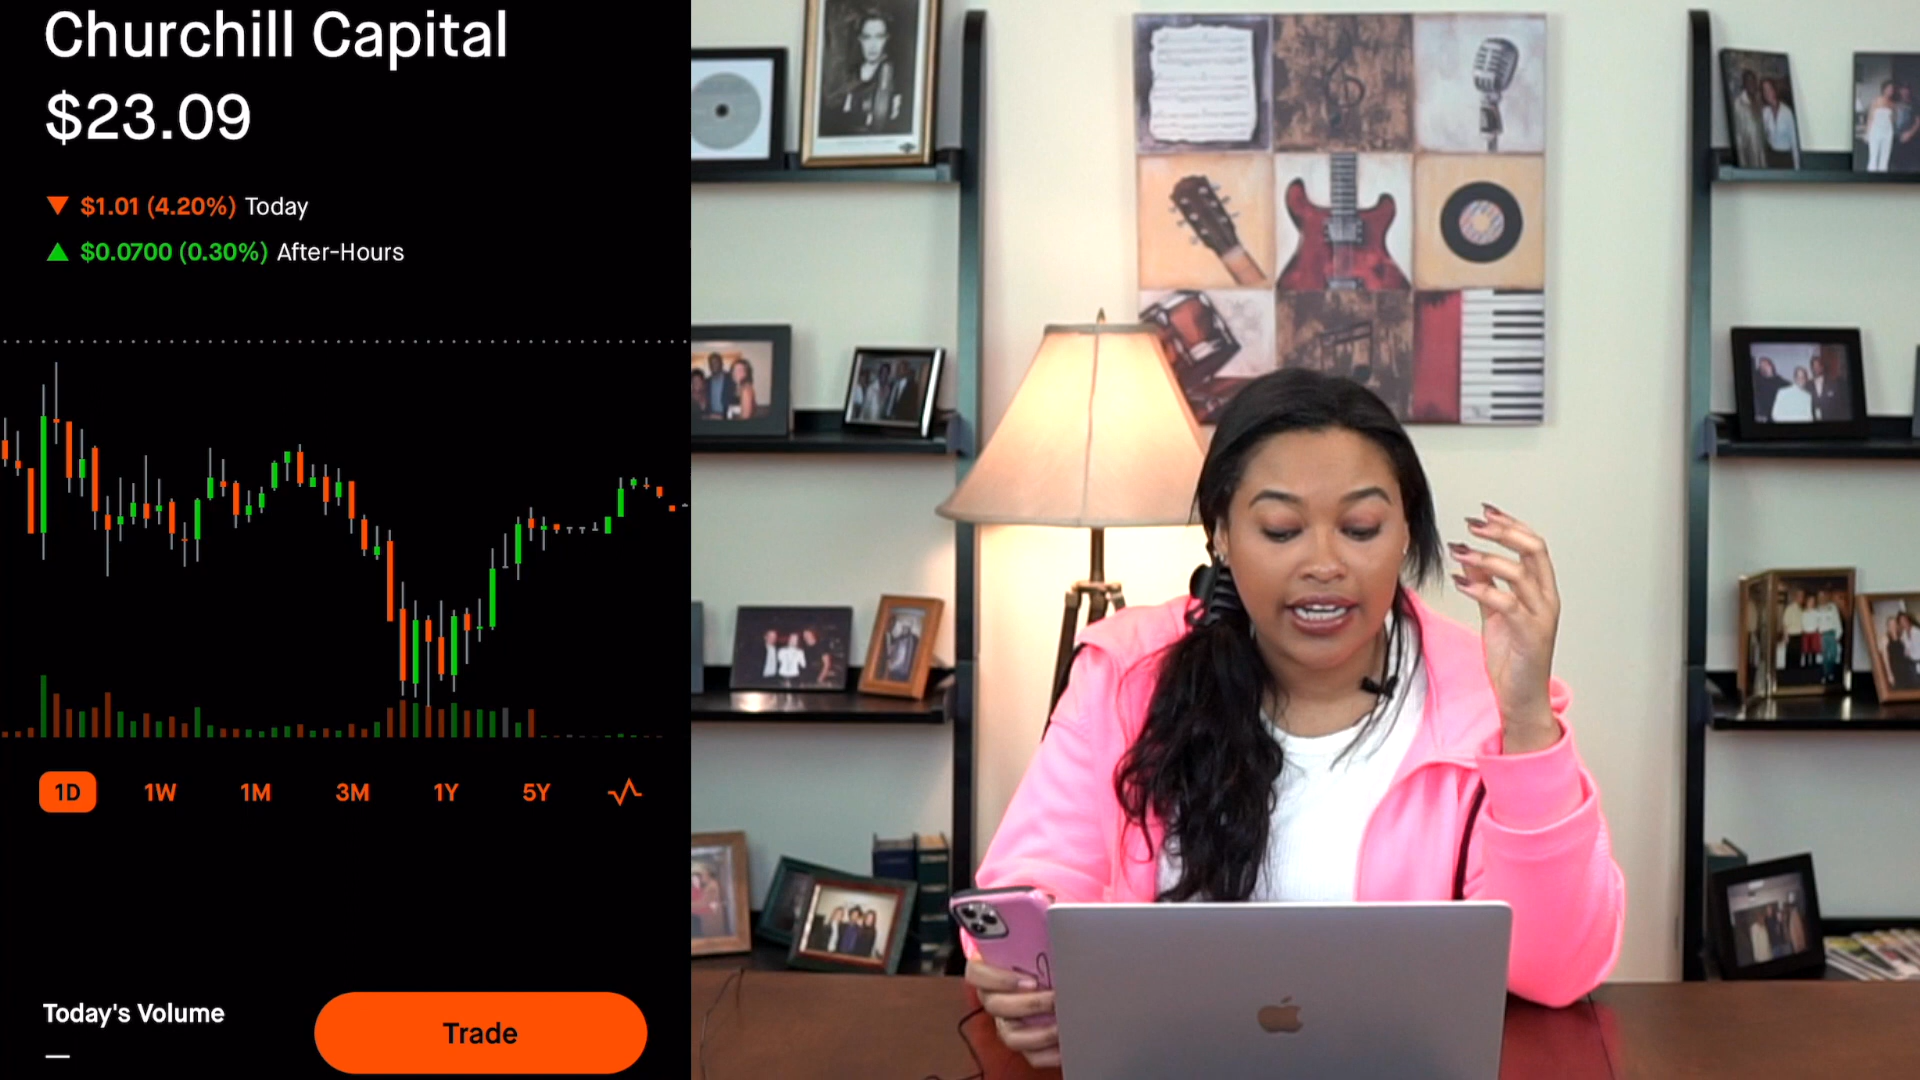 Churchill Capital
$23.09
▼ $1.01 (4.20%) Today
▲ $0.0700 (0.30%) After-Hours
1D 1W 1M 3M 1Y 5Y
Today's Volume
—
Trade